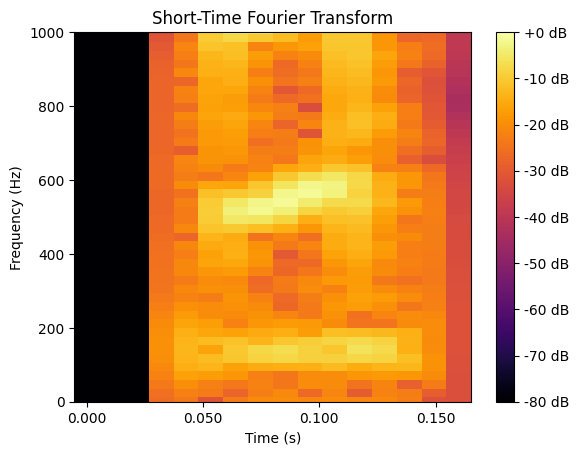 Short-Time Fourier Transform
1000
800
600
400
200
0
Frequency (Hz)
0.000
0.050
0.100
0.150
Time (s)
+0 dB
-10 dB
-20 dB
-30 dB
-40 dB
-50 dB
-60 dB
-70 dB
-80 dB